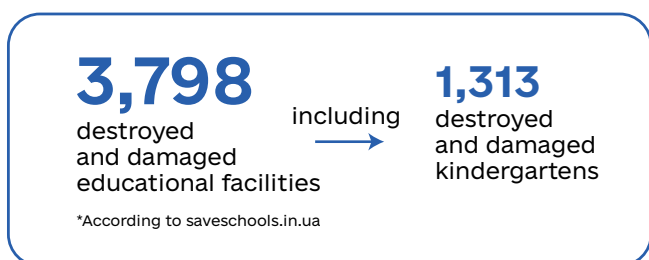 3,798
destroyed
and damaged
educational facilities
*According to saveschools.in.ua
including
1,313
destroyed
and damaged
kindergartens